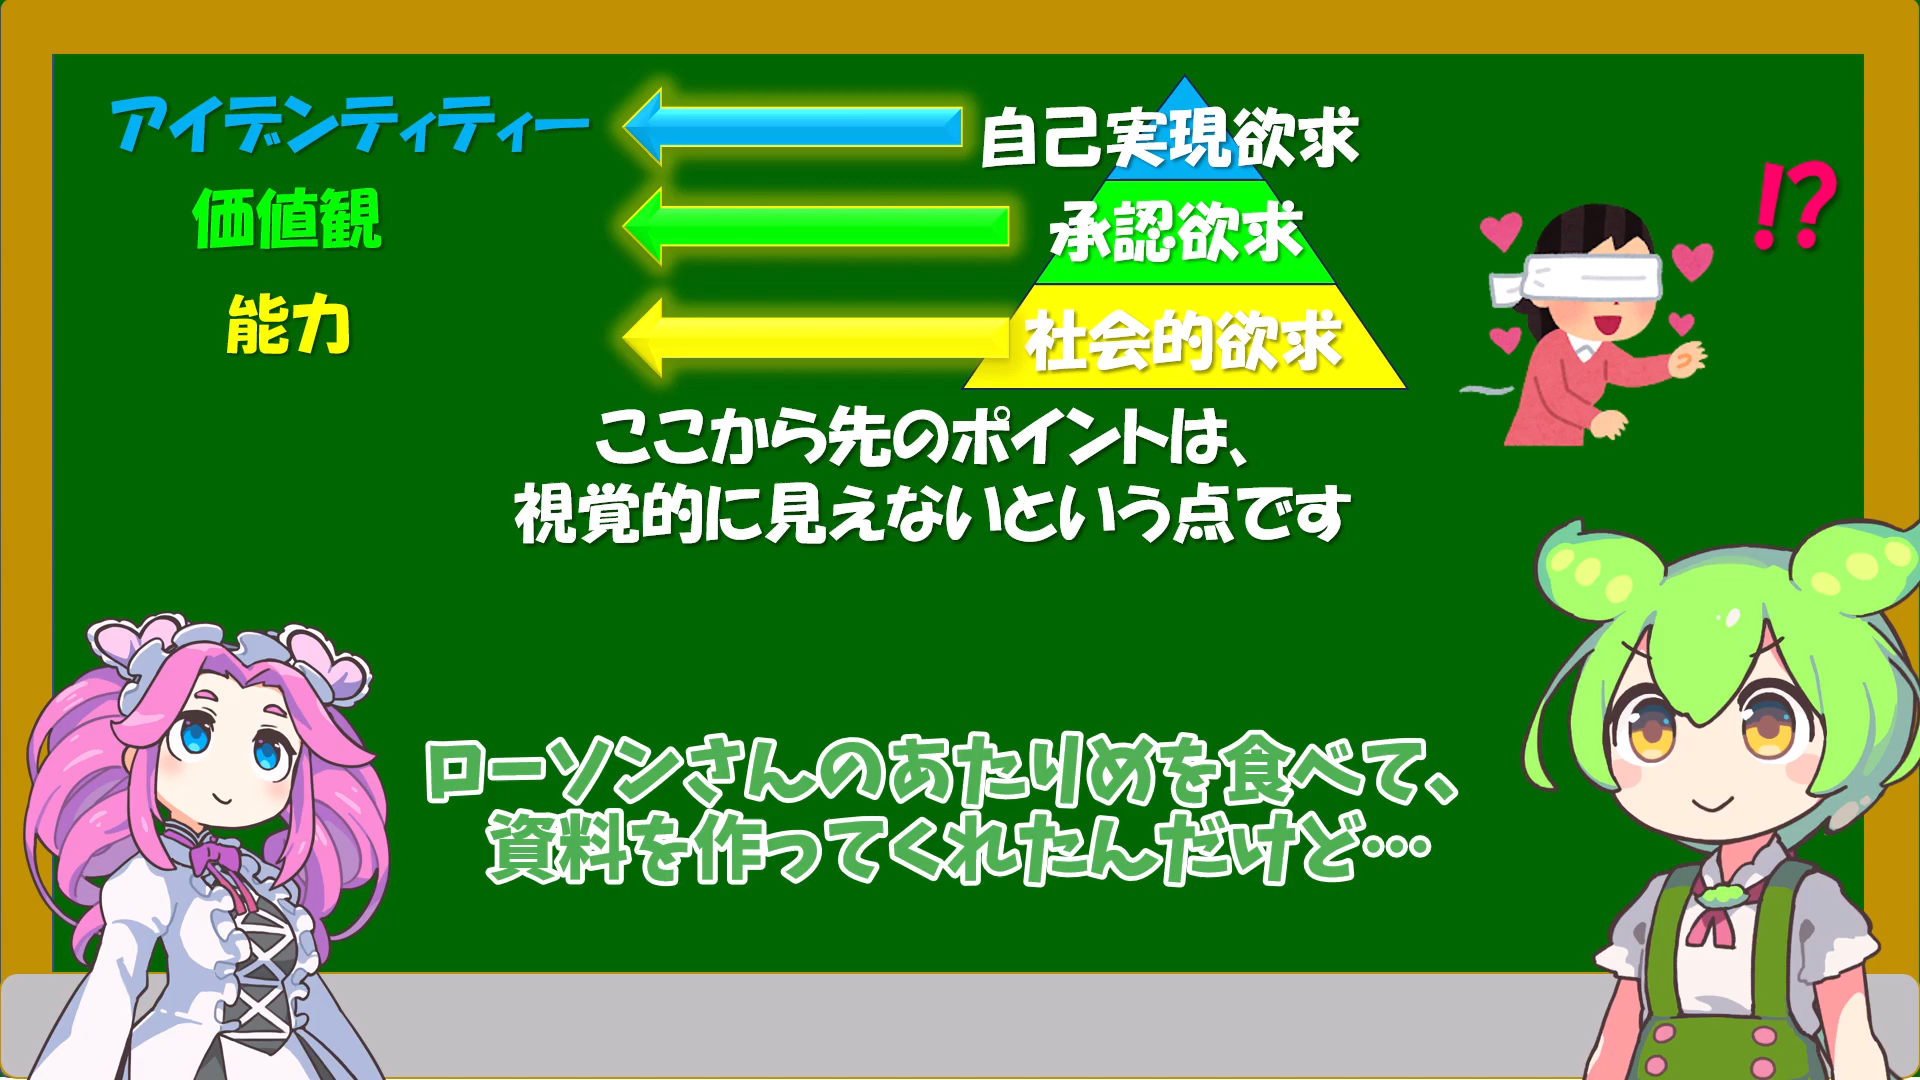 アイデンティティー
自己実現欲求
価値観
承認欲求
能力
社会的欲求
!?
ここから先のポイントは、
視覚的に見えないという点です
ローソンさんのあたりめを食べて、
資料を作ってくれたんだけど…